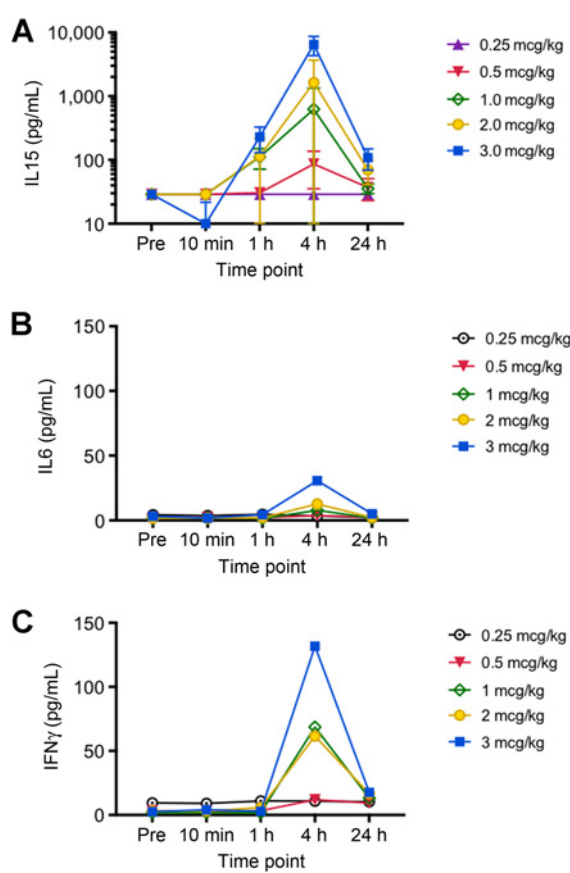 A
IL15 (pg/mL)
10,000
1,000
100
10
Pre 10 min 1 h 4 h 24 h
Time point
0.25 mcg/kg
0.5 mcg/kg
1.0 mcg/kg
2.0 mcg/kg
3.0 mcg/kg
B
IL6 (pg/mL)
150
100
50
0
Pre 10 min 1 h 4 h 24 h
Time point
0.25 mcg/kg
0.5 mcg/kg
1 mcg/kg
2 mcg/kg
3 mcg/kg
C
IFNγ (pg/mL)
150
100
50
0
Pre 10 min 1 h 4 h 24 h
Time point
0.25 mcg/kg
0.5 mcg/kg
1 mcg/kg
2 mcg/kg
3 mcg/kg